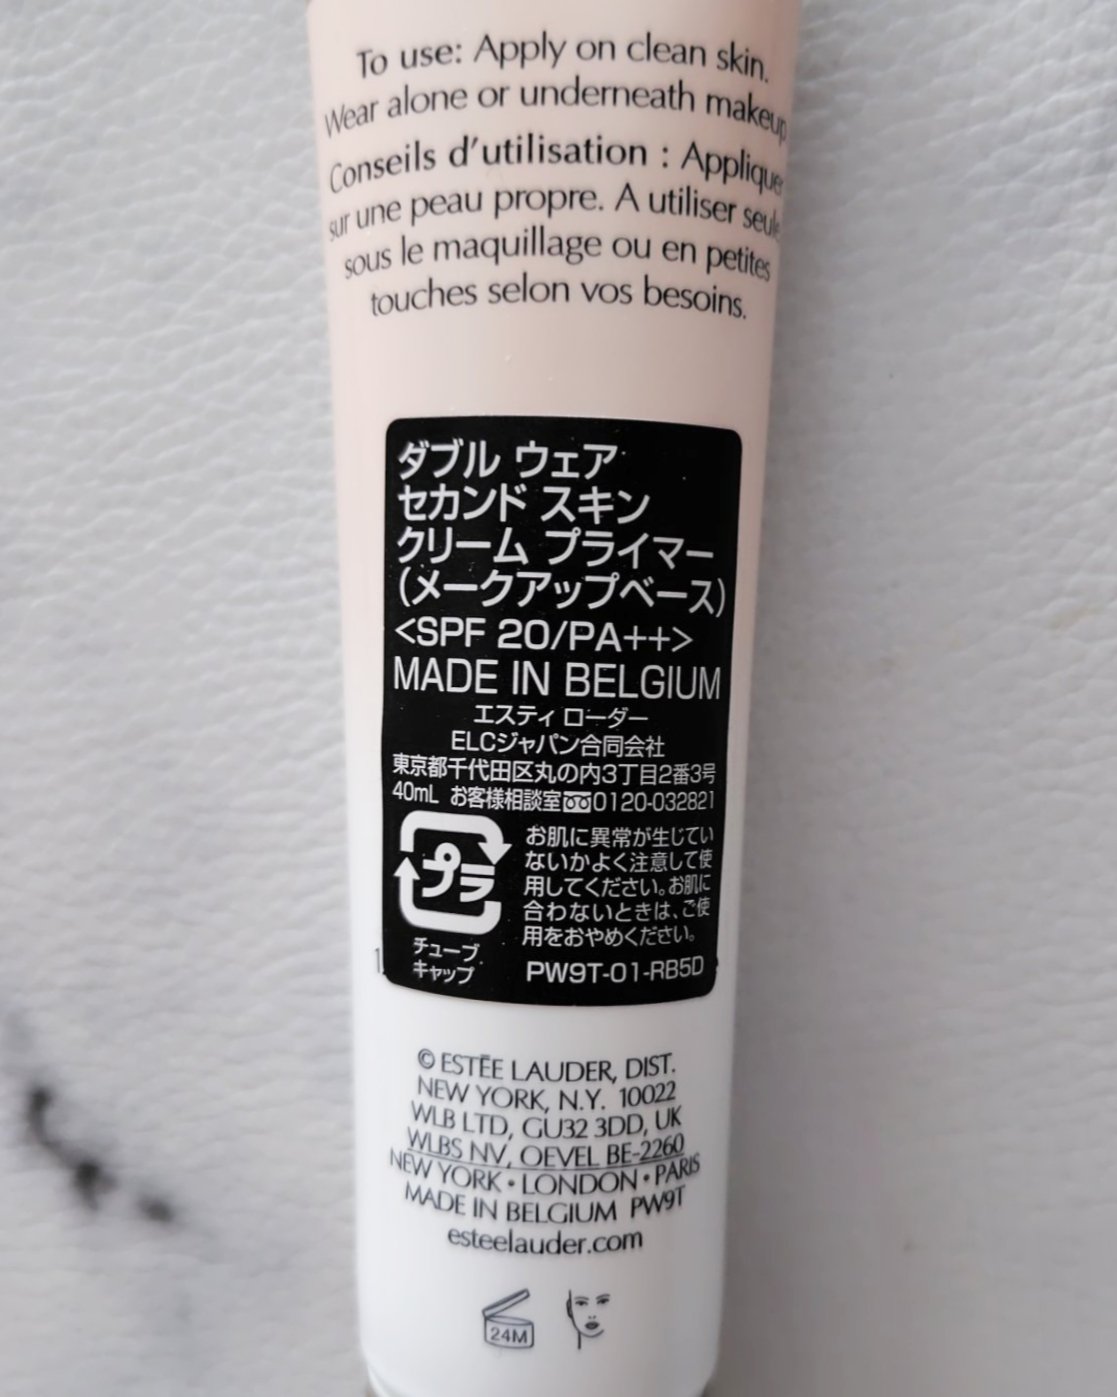 To use: Apply on clean skin.
Wear alone or underneath makeup
Conseils d'utilisation : Applique
sur une peau propre. A utiliser seul
sous le maquillage ou en petites
touches selon vos besoins.
ダブル ウェア
セカンド スキン
クリーム プライマー
(メークアップベース)
<SPF 20/PA++>
MADE IN BELGIUM
エスティ ローダー
ELCジャパン合同会社
東京都千代田区丸の内3丁目2番3号
40mL お客様相談室 0120-032821
プラ
チューブ、
キャップ
お肌に異常が生じてい
ないかよく注意して使
用してください。お肌に
合わないときは、ご使
用をおやめください。
PW9T-01-RB5D
© ESTĒE LAUDER, DIST.
NEW YORK, N.Y. 10022
WLB LTD, GU32 3DD, UK
WLBS NV, OEVEL BE-2260
NEW YORK • LONDON • PARIS
MADE IN BELGIUM PW9T
esteelauder.com
24M